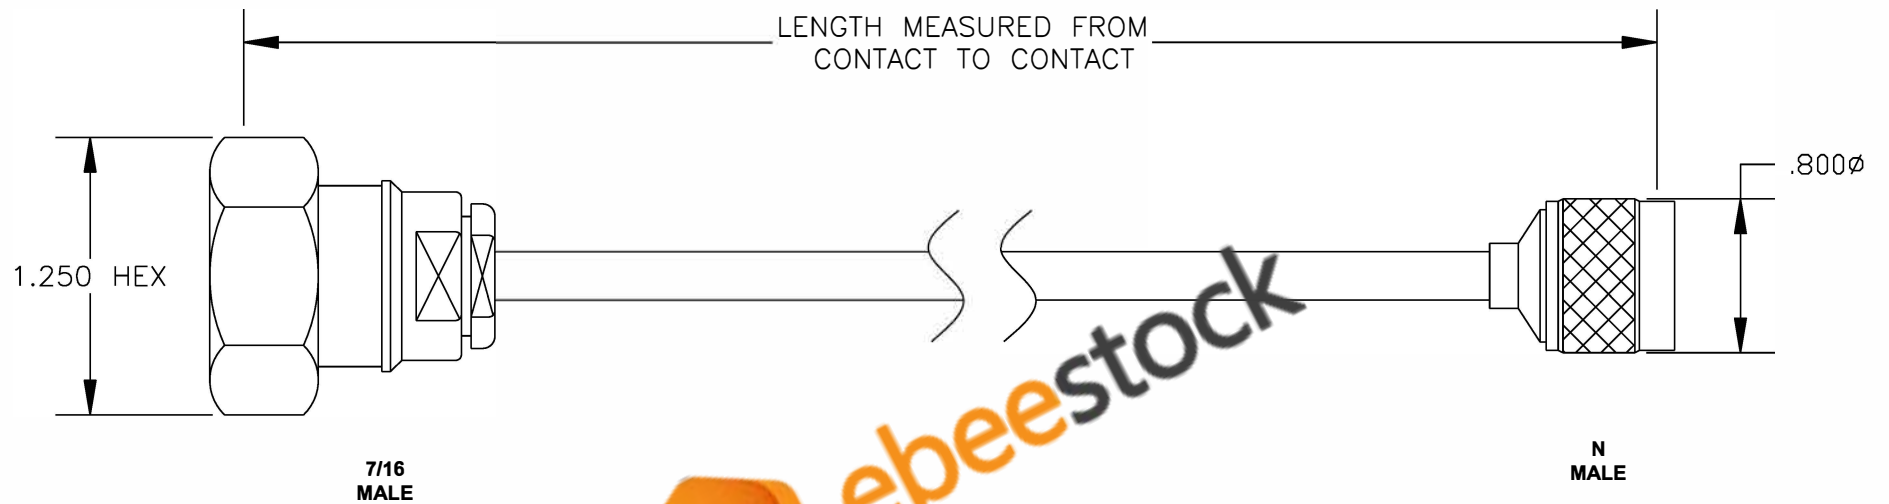 LENGTH MEASURED FROM
CONTACT TO CONTACT
.800ø
1.250 HEX
ebeestock
7/16
MALE
N
MALE